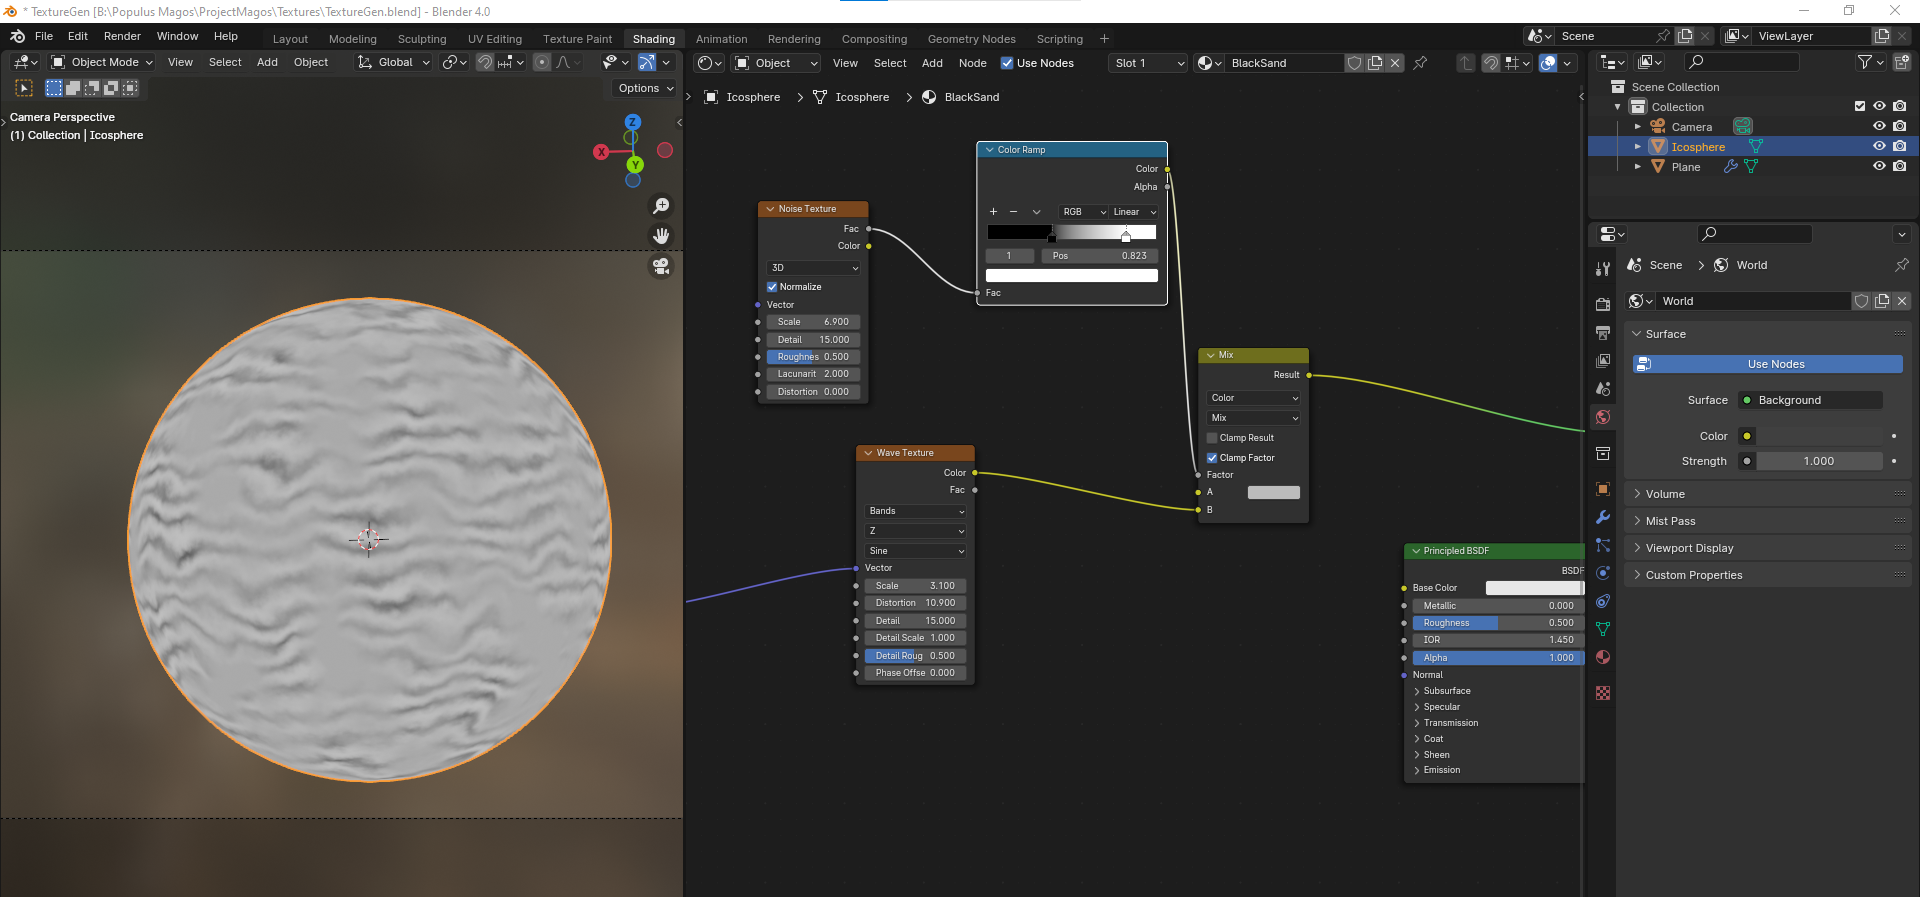 * TextureGen [B:\Populus Magos\ProjectMagos\Textures\TextureGen.blend] - Blender 4.0
File Edit Render Window Help Layout Modeling Sculpting UV Editing Texture Paint Shading Animation Rendering Compositing Geometry Nodes Scripting + Scene ViewLayer
Object Mode View Select Add Object Global
Options
Camera Perspective
(1) Collection | Icosphere
Z
X
Y
Object View Select Add Node Use Nodes Slot 1 BlackSand
Icosphere > Icosphere > BlackSand
Noise Texture
Fac
Color
3D
Normalize
Vector
Scale 6.900
Detail 15.000
Roughnes 0.500
Lacunarit 2.000
Distortion 0.000
Color Ramp
Color
Alpha
+ − RGB Linear
1 Pos 0.823
Fac
Wave Texture
Color
Fac
Bands
Z
Sine
Vector
Scale 3.100
Distortion 10.900
Detail 15.000
Detail Scale 1.000
Detail Roug 0.500
Phase Offse 0.000
Mix
Result
Color
Mix
Clamp Result
Clamp Factor
Factor
A
B
Principled BSDF
BSDF
Base Color
Metallic 0.000
Roughness 0.500
IOR 1.450
Alpha 1.000
Normal
Subsurface
Specular
Transmission
Coat
Sheen
Emission
Scene Collection
Collection
Camera
Icosphere
Plane
Scene > World
World
Surface
Use Nodes
Surface Background
Color
Strength 1.000
Volume
Mist Pass
Viewport Display
Custom Properties